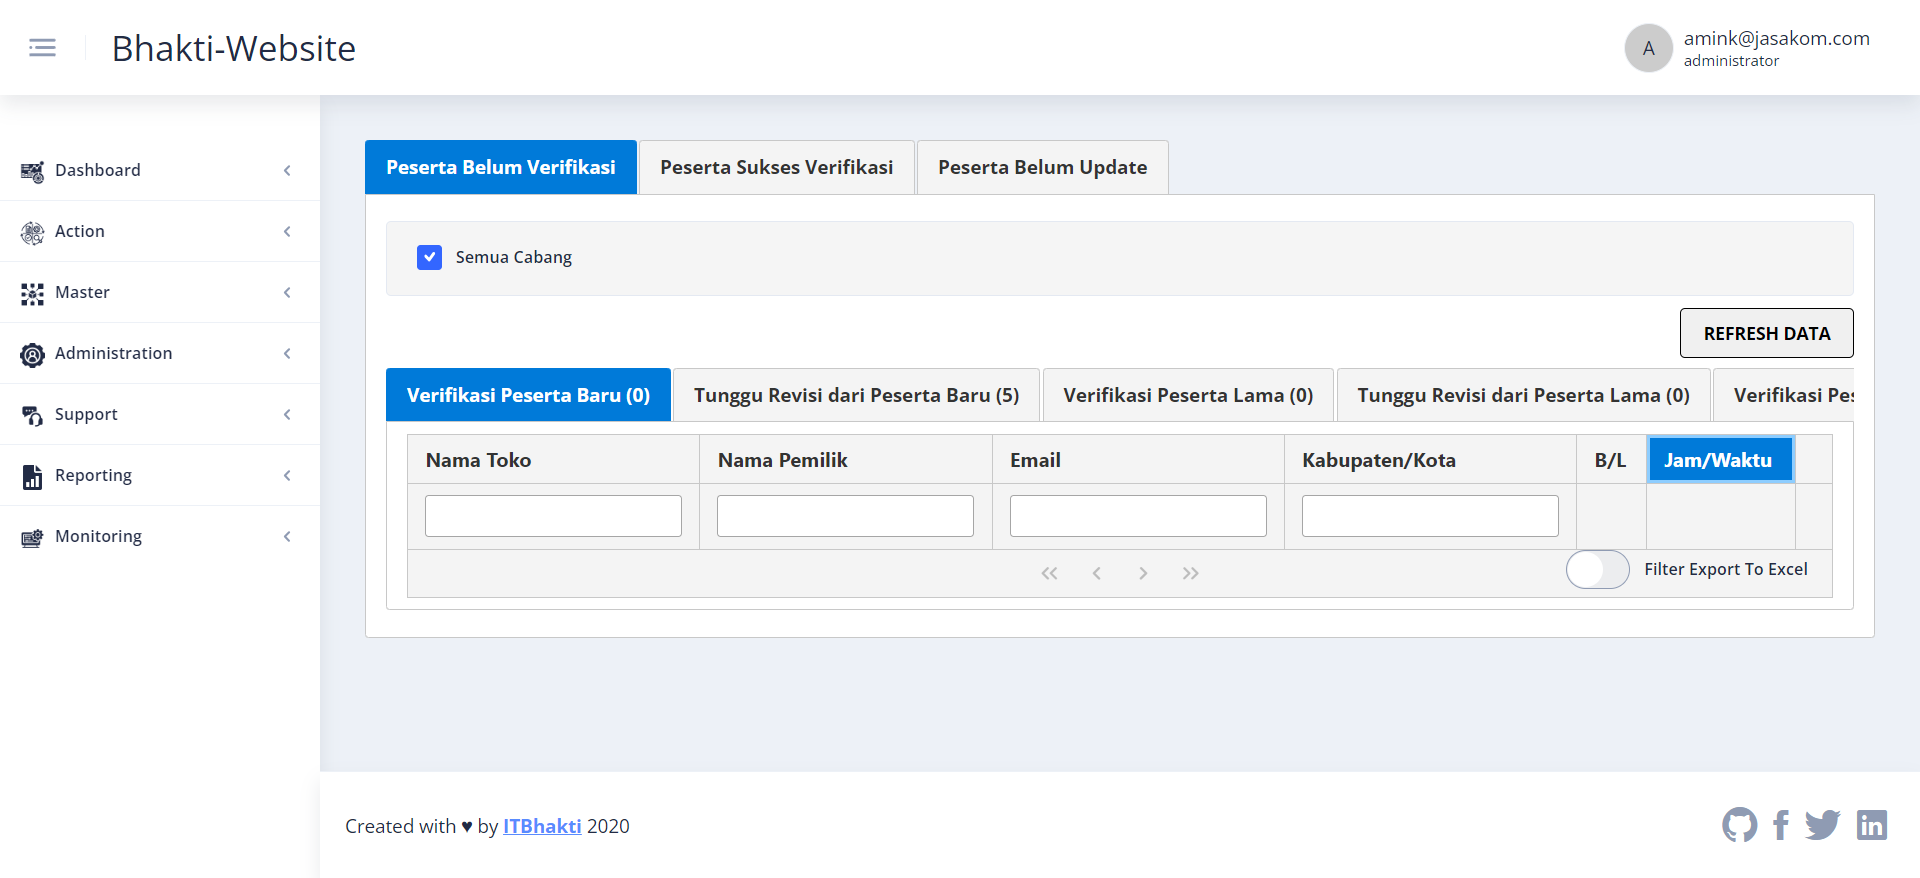 Bhakti-Website
A
amink@jasakom.com
administrator
Dashboard
Action
Master
Administration
Support
Reporting
Monitoring
Peserta Belum Verifikasi
Peserta Sukses Verifikasi
Peserta Belum Update
Semua Cabang
REFRESH DATA
Verifikasi Peserta Baru (0)
Tunggu Revisi dari Peserta Baru (5)
Verifikasi Peserta Lama (0)
Tunggu Revisi dari Peserta Lama (0)
Verifikasi
Nama Toko
Nama Pemilik
Email
Kabupaten/Kota
B/L
Jam/Waktu
Filter Export To Excel
Created with ♥ by ITBhakti 2020